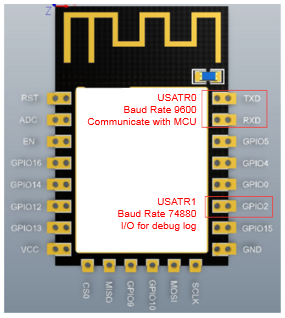 Z
RST
ADC
EN
GPIO16
GPIO14
GPIO12
GPIO13
VCC
USATR0
Baud Rate 9600
Communicate with MCU
USATR1
Baud Rate 74880
I/O for debug log
TXD
RXD
GPIO5
GPIO4
GPIO0
GPIO2
GPIO15
GND
CS0
MISO
GPIO9
GPIO10
MOSI
SCLK